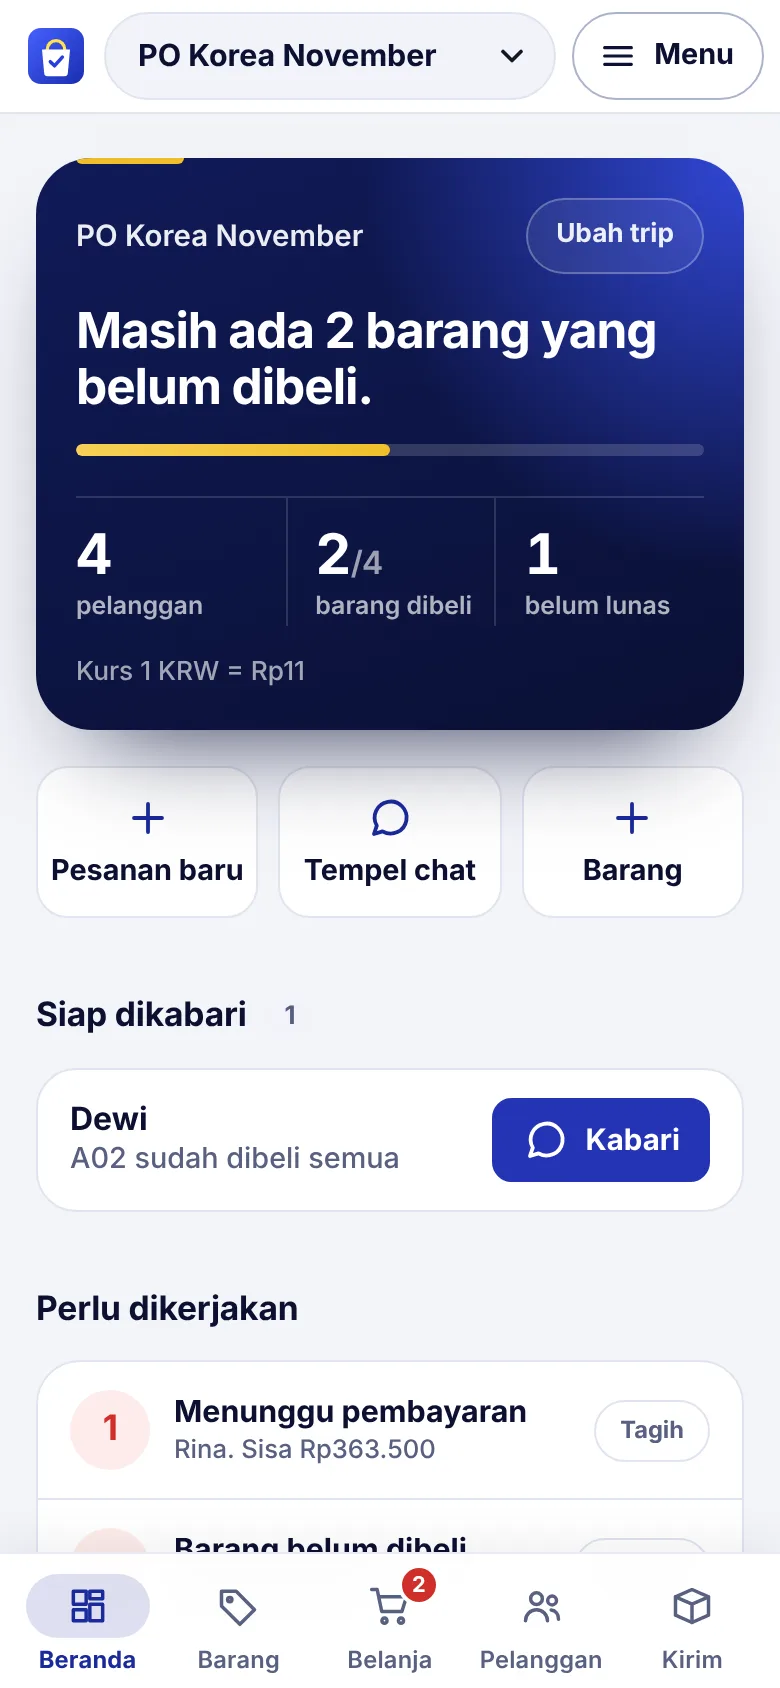 PO Korea November
Menu
PO Korea November
Ubah trip
Masih ada 2 barang yang
belum dibeli.
4
pelanggan
2/4
barang dibeli
1
belum lunas
Kurs 1 KRW = Rp11
Pesanan baru
Tempel chat
Barang
Siap dikabari 1
Dewi
A02 sudah dibeli semua
Kabari
Perlu dikerjakan
1
Menunggu pembayaran
Rina. Sisa Rp363.500
Tagih
Barang belum dibeli
2
Beranda
Barang
Belanja
Pelanggan
Kirim